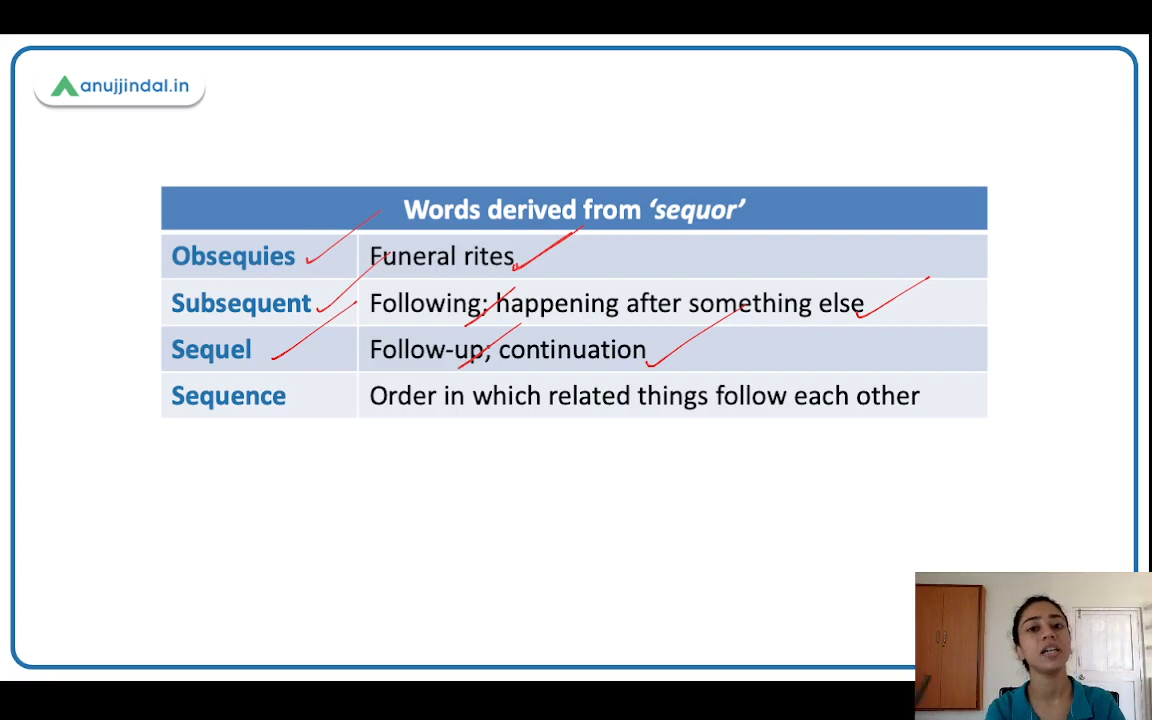 anujjindal.in
Words derived from ‘sequor’
Obsequies Funeral rites
Subsequent Following; happening after something else
Sequel Follow-up; continuation
Sequence Order in which related things follow each other